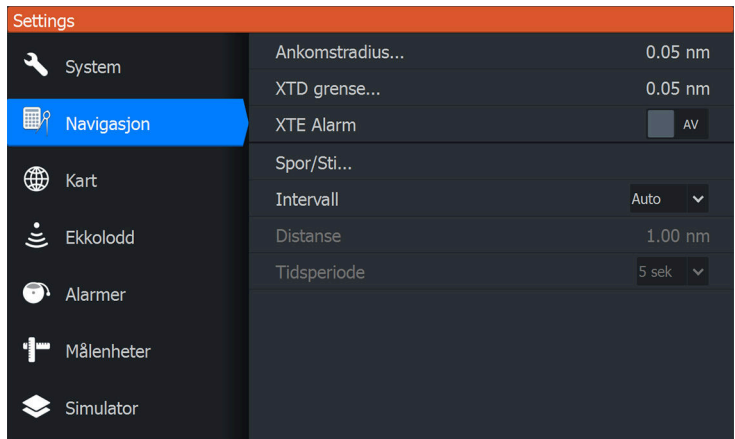 Settings
System
Navigasjon
Kart
Ekkolodd
Alarmer
Målenheter
Simulator
Ankomstradius... 0.05 nm
XTD grense... 0.05 nm
XTE Alarm AV
Spor/Sti...
Intervall Auto
Distanse 1.00 nm
Tidsperiode 5 sek